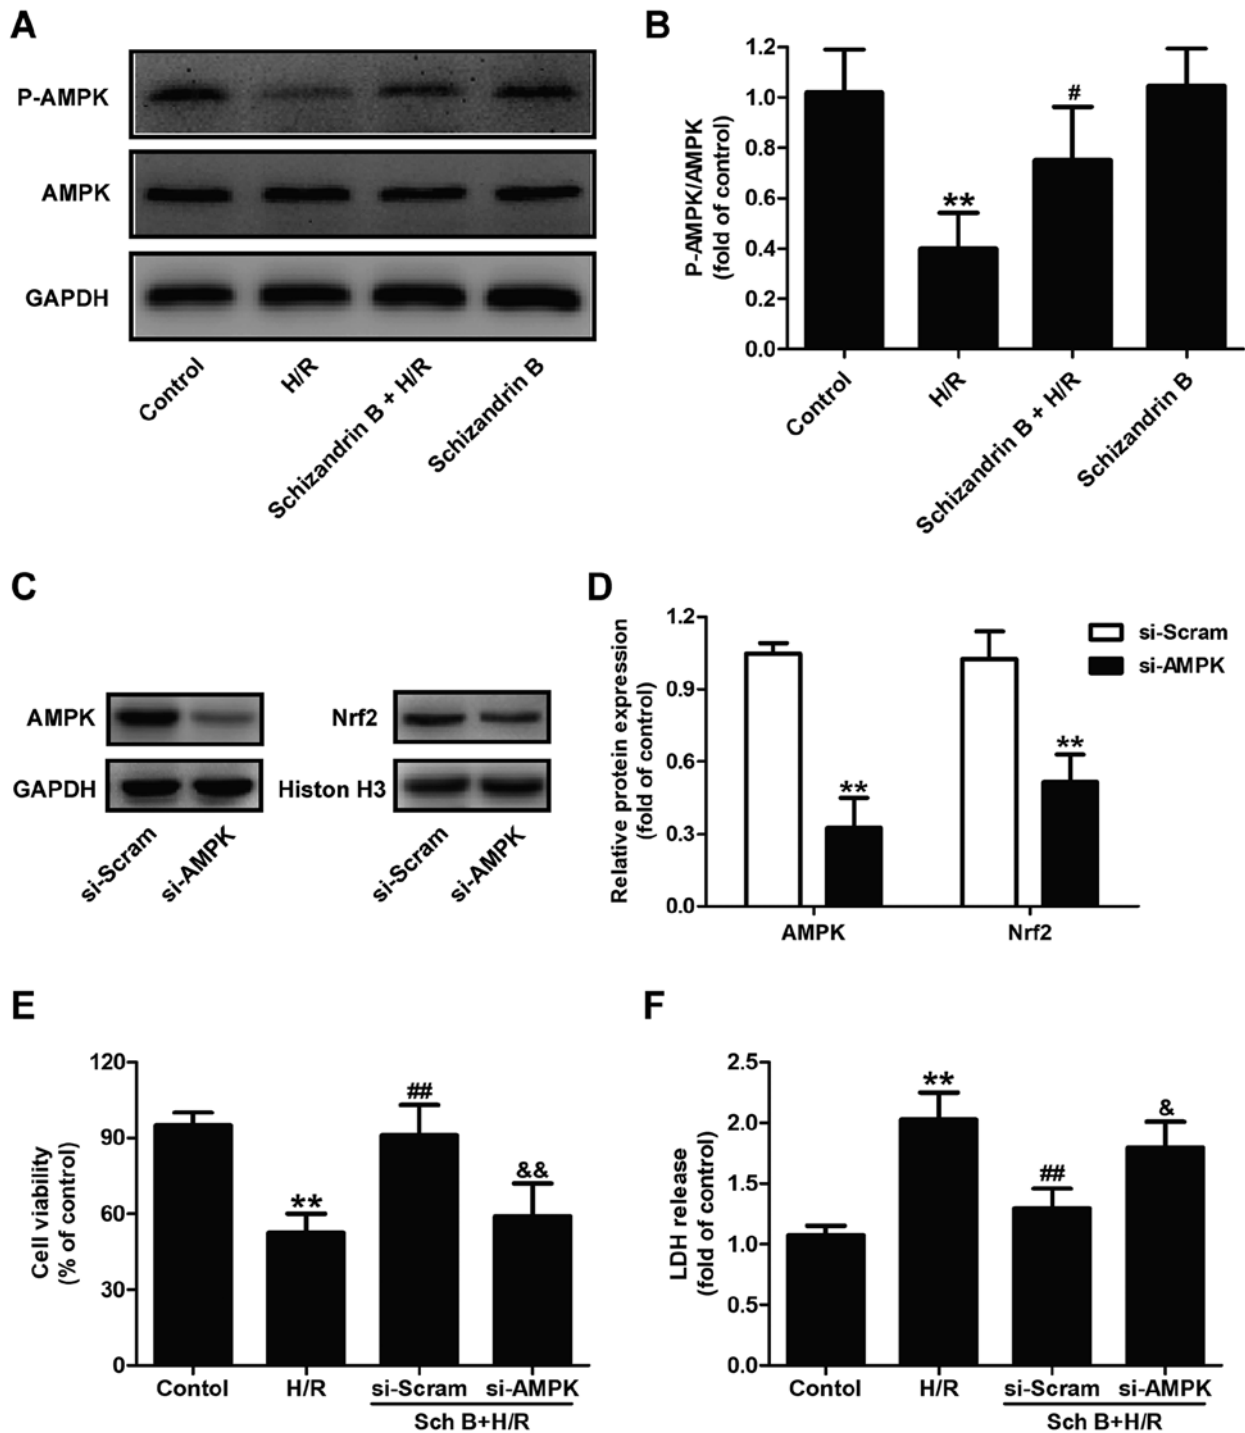 A
P-AMPK
AMPK
GAPDH
Control
H/R
Schizandrin B + H/R
Schizandrin B
B
P-AMPK/AMPK
(fold of control)
1.2
1.0
0.8
0.6
0.4
0.2
0.0
**
#
Control
H/R
Schizandrin B + H/R
Schizandrin B
C
AMPK
GAPDH
si-Scram
si-AMPK
Nrf2
Histon H3
si-Scram
si-AMPK
D
Relative protein expression
(fold of control)
1.2
0.9
0.6
0.3
0.0
**
**
AMPK
Nrf2
si-Scram
si-AMPK
E
Cell viability
(% of control)
120
90
60
30
0
**
##
&&
Contol
H/R
si-Scram
si-AMPK
Sch B+H/R
F
LDH release
(fold of control)
2.5
2.0
1.5
1.0
0.5
0.0
**
##
&
Contol
H/R
si-Scram
si-AMPK
Sch B+H/R